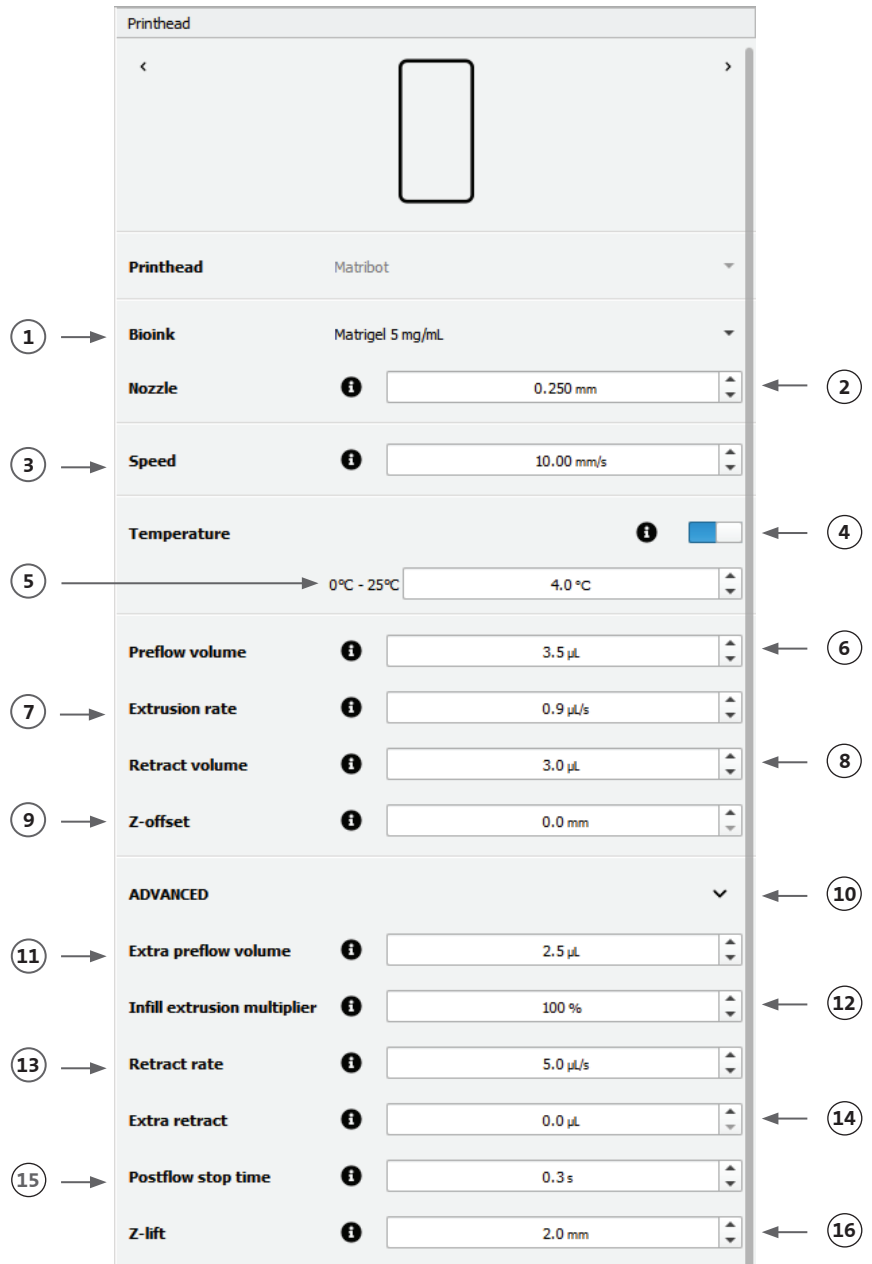 Printhead
< >
Printhead Matribot
1 Bioink Matrigel 5 mg/mL
Nozzle i 0.250 mm 2
3 Speed i 10.00 mm/s
Temperature i 4
5 0°C - 25°C 4.0 °C
Preflow volume i 3.5 µL 6
7 Extrusion rate i 0.9 µL/s
Retract volume i 3.0 µL 8
9 Z-offset i 0.0 mm
ADVANCED 10
11 Extra preflow volume i 2.5 µL
Infill extrusion multiplier i 100 % 12
13 Retract rate i 5.0 µL/s
Extra retract i 0.0 µL 14
15 Postflow stop time i 0.3 s
Z-lift i 2.0 mm 16